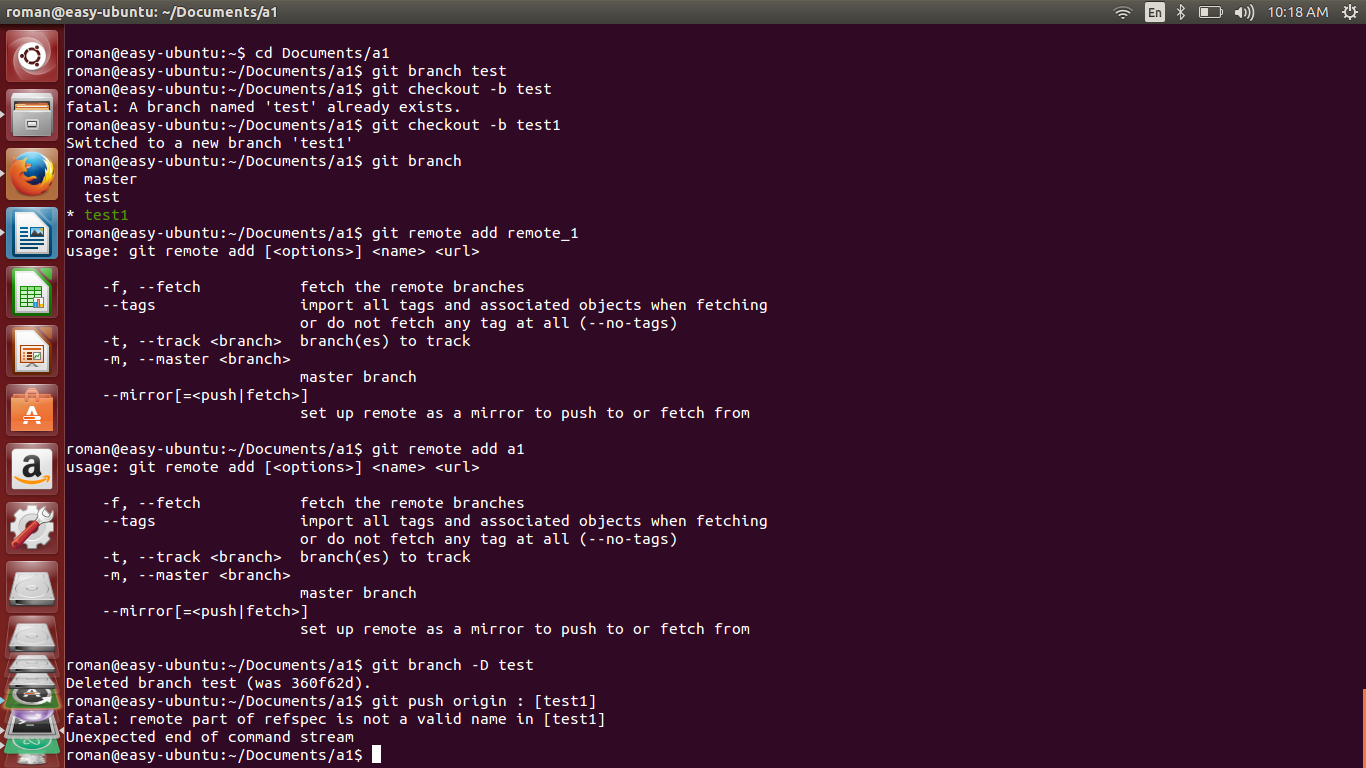 roman@easy-ubuntu: ~/Documents/a1
En
10:18 AM
roman@easy-ubuntu:~$ cd Documents/a1
roman@easy-ubuntu:~/Documents/a1$ git branch test
roman@easy-ubuntu:~/Documents/a1$ git checkout -b test
fatal: A branch named 'test' already exists.
roman@easy-ubuntu:~/Documents/a1$ git checkout -b test1
Switched to a new branch 'test1'
roman@easy-ubuntu:~/Documents/a1$ git branch
  master
  test
* test1
roman@easy-ubuntu:~/Documents/a1$ git remote add remote_1
usage: git remote add [<options>] <name> <url>
    -f, --fetch           fetch the remote branches
    --tags                import all tags and associated objects when fetching
                          or do not fetch any tag at all (--no-tags)
    -t, --track <branch>  branch(es) to track
    -m, --master <branch>
                          master branch
    --mirror[=<push|fetch>]
                          set up remote as a mirror to push to or fetch from
roman@easy-ubuntu:~/Documents/a1$ git remote add a1
usage: git remote add [<options>] <name> <url>
    -f, --fetch           fetch the remote branches
    --tags                import all tags and associated objects when fetching
                          or do not fetch any tag at all (--no-tags)
    -t, --track <branch>  branch(es) to track
    -m, --master <branch>
                          master branch
    --mirror[=<push|fetch>]
                          set up remote as a mirror to push to or fetch from
roman@easy-ubuntu:~/Documents/a1$ git branch -D test
Deleted branch test (was 360f62d).
roman@easy-ubuntu:~/Documents/a1$ git push origin : [test1]
fatal: remote part of refspec is not a valid name in [test1]
Unexpected end of command stream
roman@easy-ubuntu:~/Documents/a1$